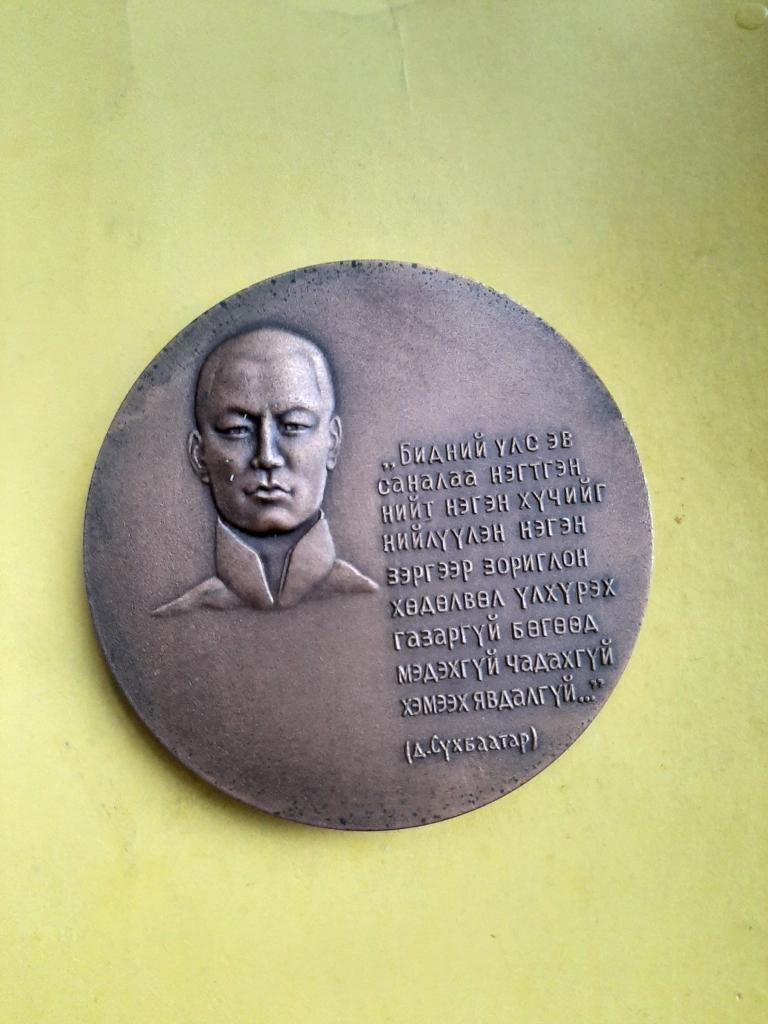 „Бидний улс эв
саналаа нэгтгэн
нийт нэгэн хүчийг
нийлүүлэн нэгэн
зэргээр зориглон
хөдөлвөл үлхүрэх
газаргүй бөгөөд
мэдэхгүй чадахгүй
хэмээх явдалгүй..."
(Д.Сүхбаатар)